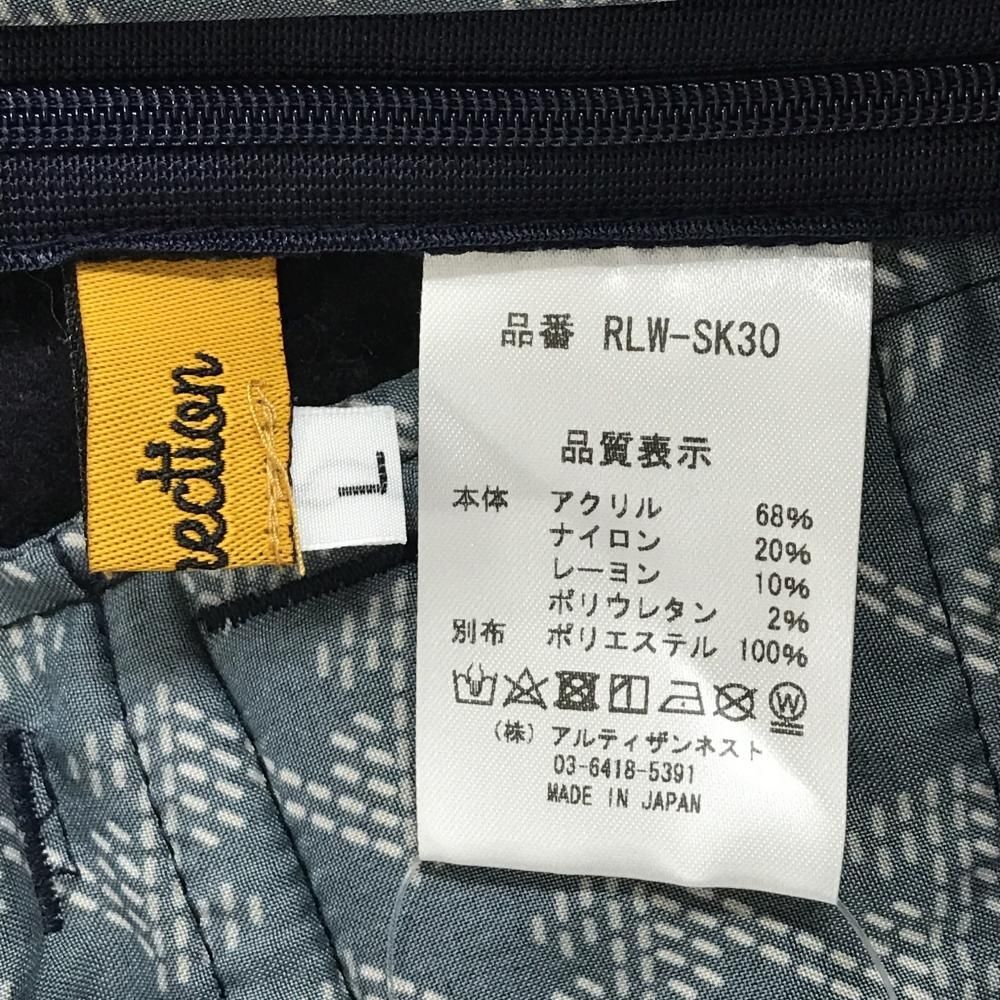 品番 RLW-SK30
品質表示
本体 アクリル 68%
ナイロン 20%
レーヨン 10%
ポリウレタン 2%
別布 ポリエステル 100%
W
(株) アルティザンネスト
03-6418-5391
MADE IN JAPAN
L